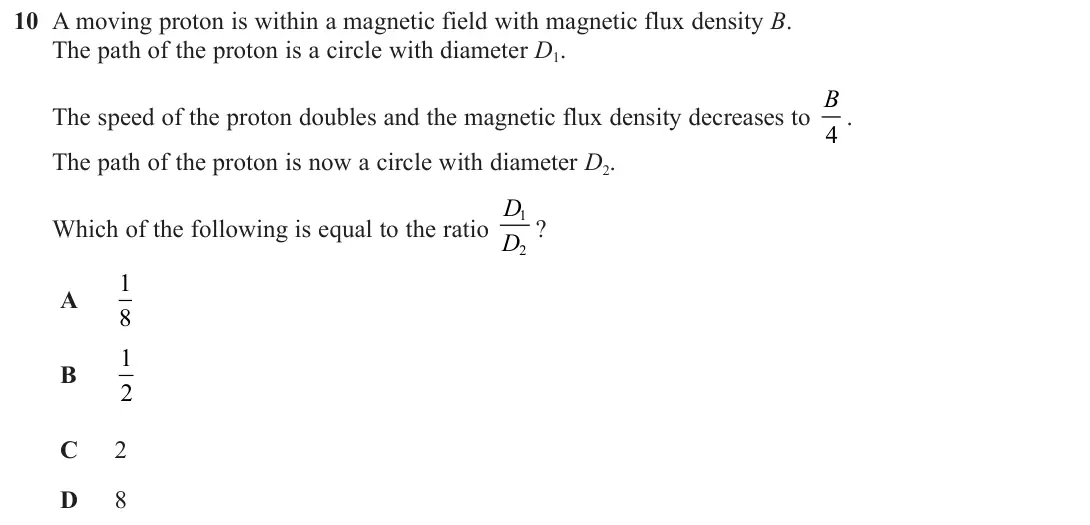 10 A moving proton is within a magnetic field with magnetic flux density B.
The path of the proton is a circle with diameter D₁.
The speed of the proton doubles and the magnetic flux density decreases to B/4.
The path of the proton is now a circle with diameter D₂.
Which of the following is equal to the ratio D₁/D₂?
A 1/8
B 1/2
C 2
D 8